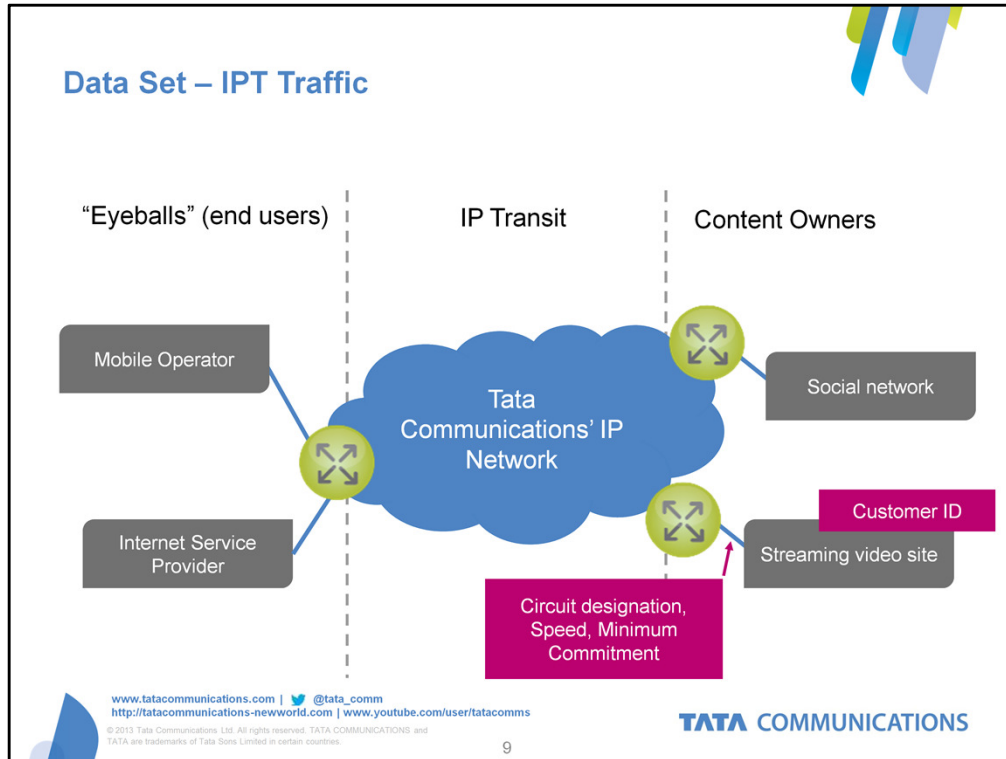 Data Set – IPT Traffic
“Eyeballs” (end users)
IP Transit
Content Owners
Mobile Operator
Social network
Tata
Communications’ IP
Network
Customer ID
Internet Service
Provider
Streaming video site
Circuit designation,
Speed, Minimum
Commitment
www.tatacommunications.com | @tata_comm
http://tatacommunications-newworld.com | www.youtube.com/user/tatacomms
© 2013 Tata Communications Ltd. All rights reserved. TATA COMMUNICATIONS and
TATA are trademarks of Tata Sons Limited in certain countries.
9
TATA COMMUNICATIONS